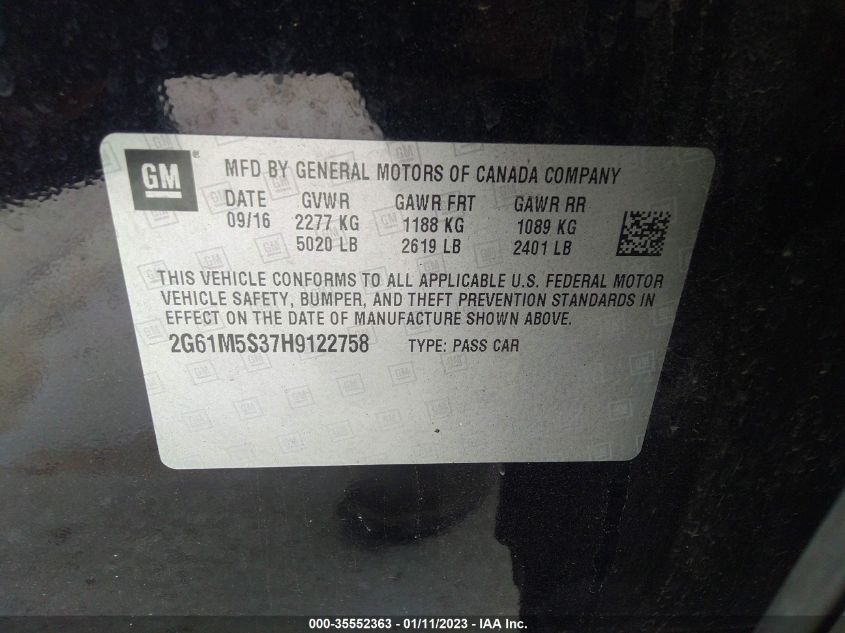 GM ®
MFD BY GENERAL MOTORS OF CANADA COMPANY
DATE GVWR GAWR FRT GAWR RR
09/16 2277 KG 1188 KG 1089 KG
5020 LB 2619 LB 2401 LB
THIS VEHICLE CONFORMS TO ALL APPLICABLE U.S. FEDERAL MOTOR
VEHICLE SAFETY, BUMPER, AND THEFT PREVENTION STANDARDS IN
EFFECT ON THE DATE OF MANUFACTURE SHOWN ABOVE.
2G61M5S37H9122758 TYPE: PASS CAR
000-35552363 - 01/11/2023 - IAA Inc.